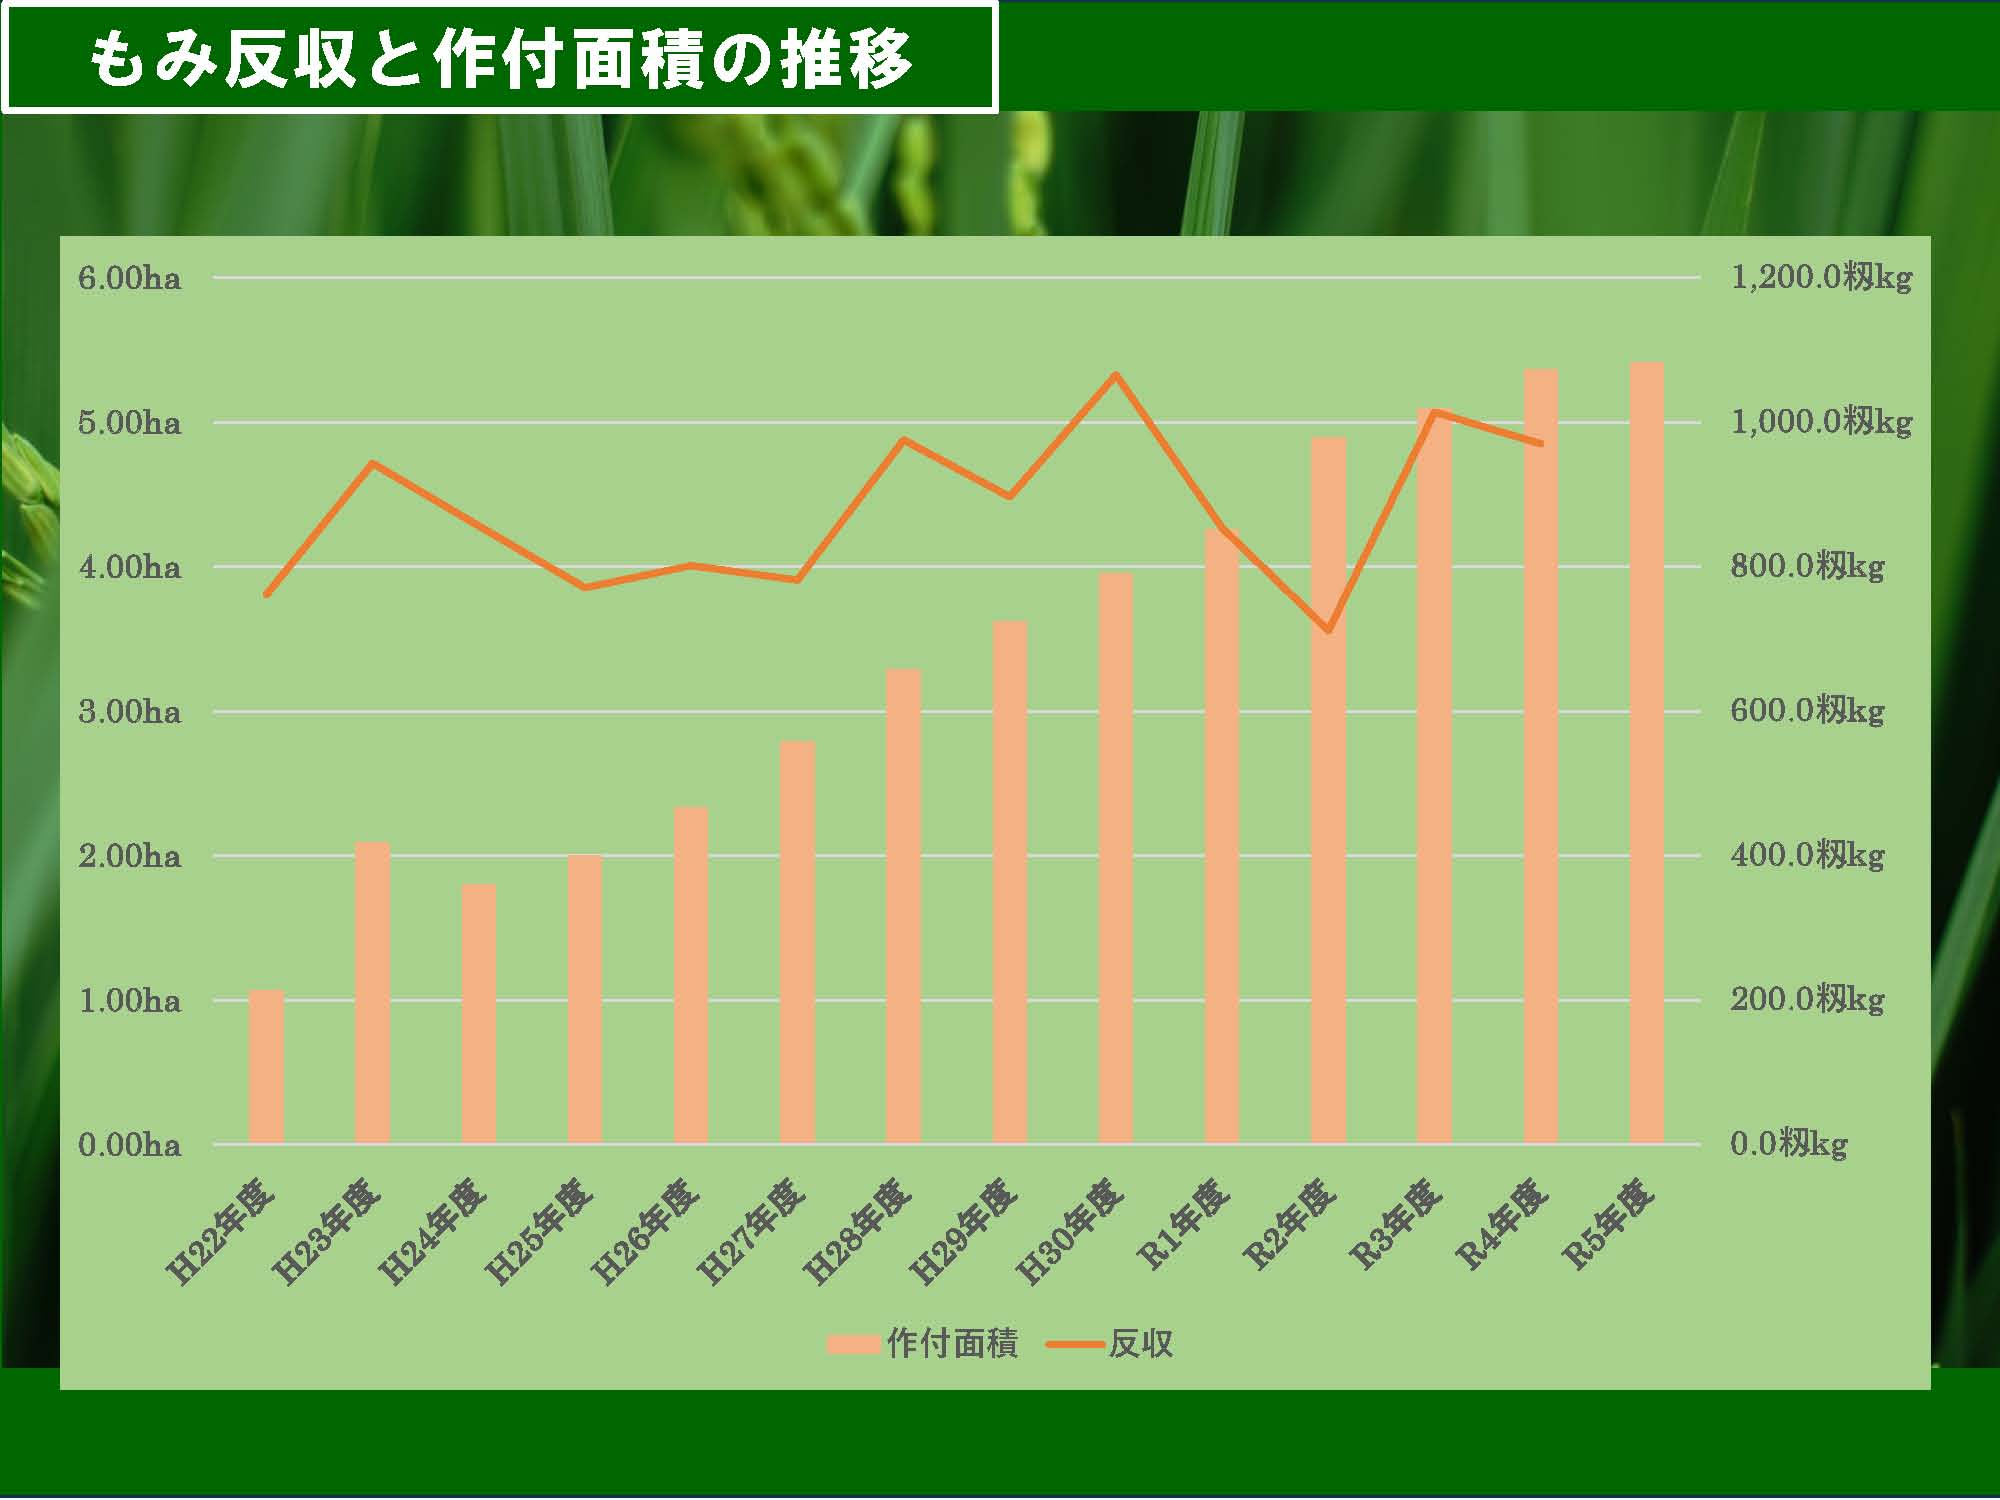 もみ反収と作付面積の推移
6.00ha
5.00ha
4.00ha
3.00ha
2.00ha
1.00ha
0.00ha
1,200.0籾kg
1,000.0籾kg
800.0籾kg
600.0籾kg
400.0籾kg
200.0籾kg
0.0籾kg
H22年度
H23年度
H24年度
H25年度
H26年度
H27年度
H28年度
H29年度
H30年度
R1年度
R2年度
R3年度
R4年度
R5年度
作付面積
反収